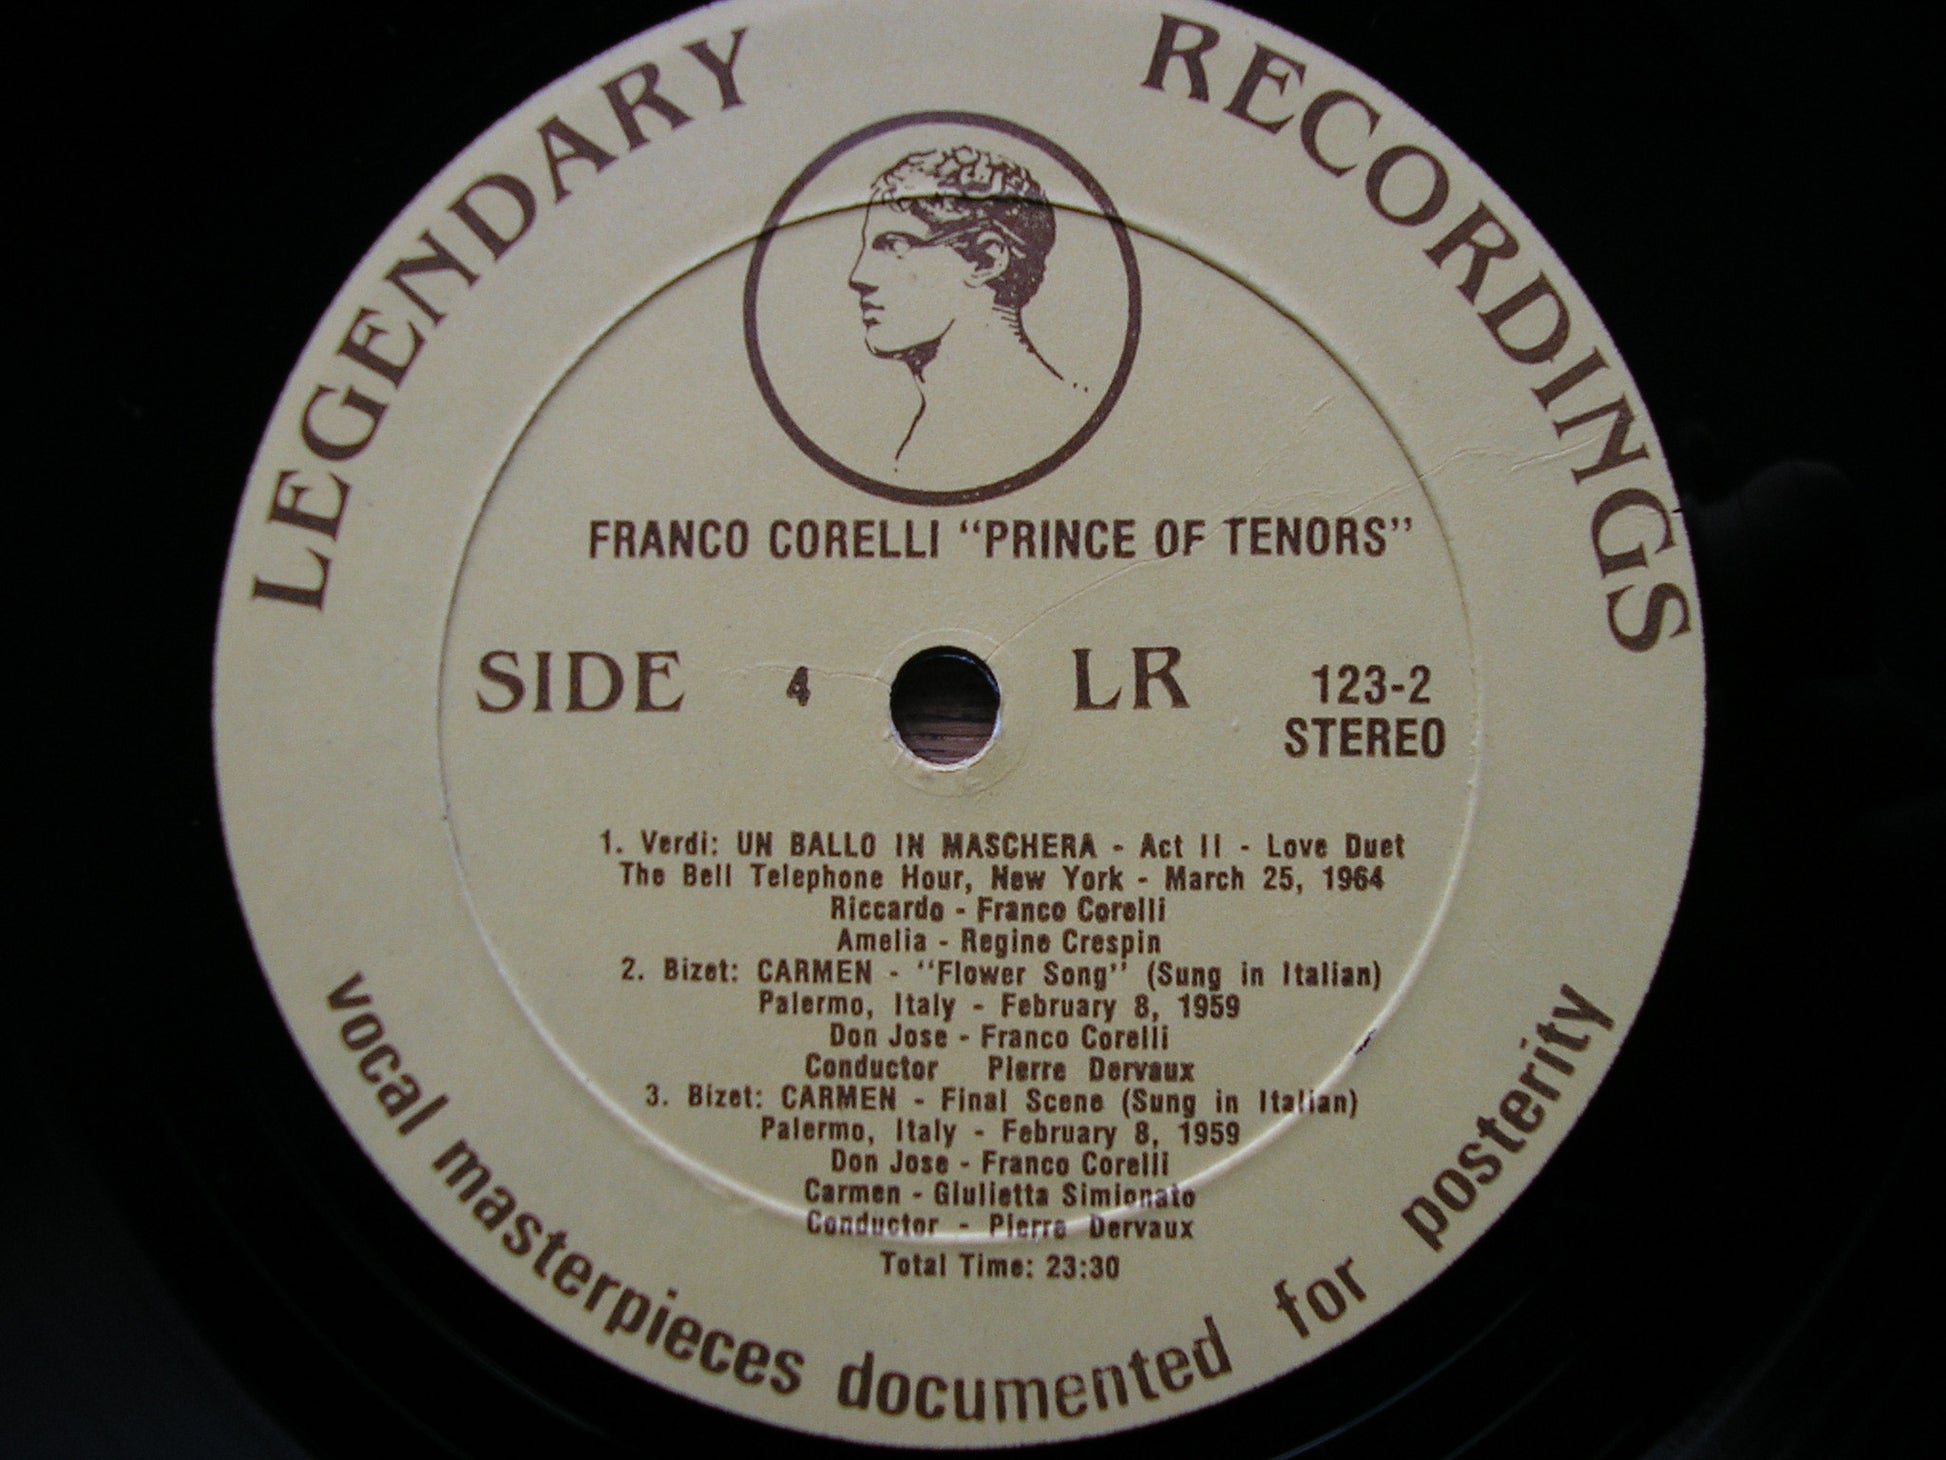 LEGENDARY RECORDINGS
FRANCO CORELLI "PRINCE OF TENORS"
SIDE 4 LR 123-2
STEREO
1. Verdi: UN BALLO IN MASCHERA - Act II - Love Duet
The Bell Telephone Hour, New York - March 25, 1964
Riccardo - Franco Corelli
Amelia - Regine Crespin
2. Bizet: CARMEN - "Flower Song" (Sung in Italian)
Palermo, Italy - February 8, 1959
Don Jose - Franco Corelli
Conductor Pierre Dervaux
3. Bizet: CARMEN - Final Scene (Sung in Italian)
Palermo, Italy - February 8, 1959
Don Jose - Franco Corelli
Carmen - Giulietta Simionato
Conductor - Pierre Dervaux
Total Time: 23:30
vocal masterpieces documented for posterity